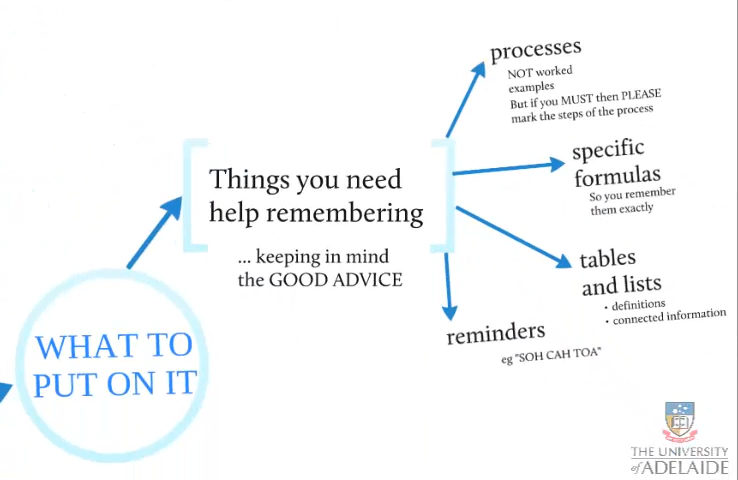 processes
NOT worked
examples
But if you MUST then PLEASE
mark the steps of the process
specific
formulas
So you remember
them exactly
Things you need
help remembering
... keeping in mind
the GOOD ADVICE
tables
and lists
• definitions
• connected information
reminders
eg "SOH CAH TOA"
WHAT TO
PUT ON IT
THE UNIVERSITY
of ADELAIDE